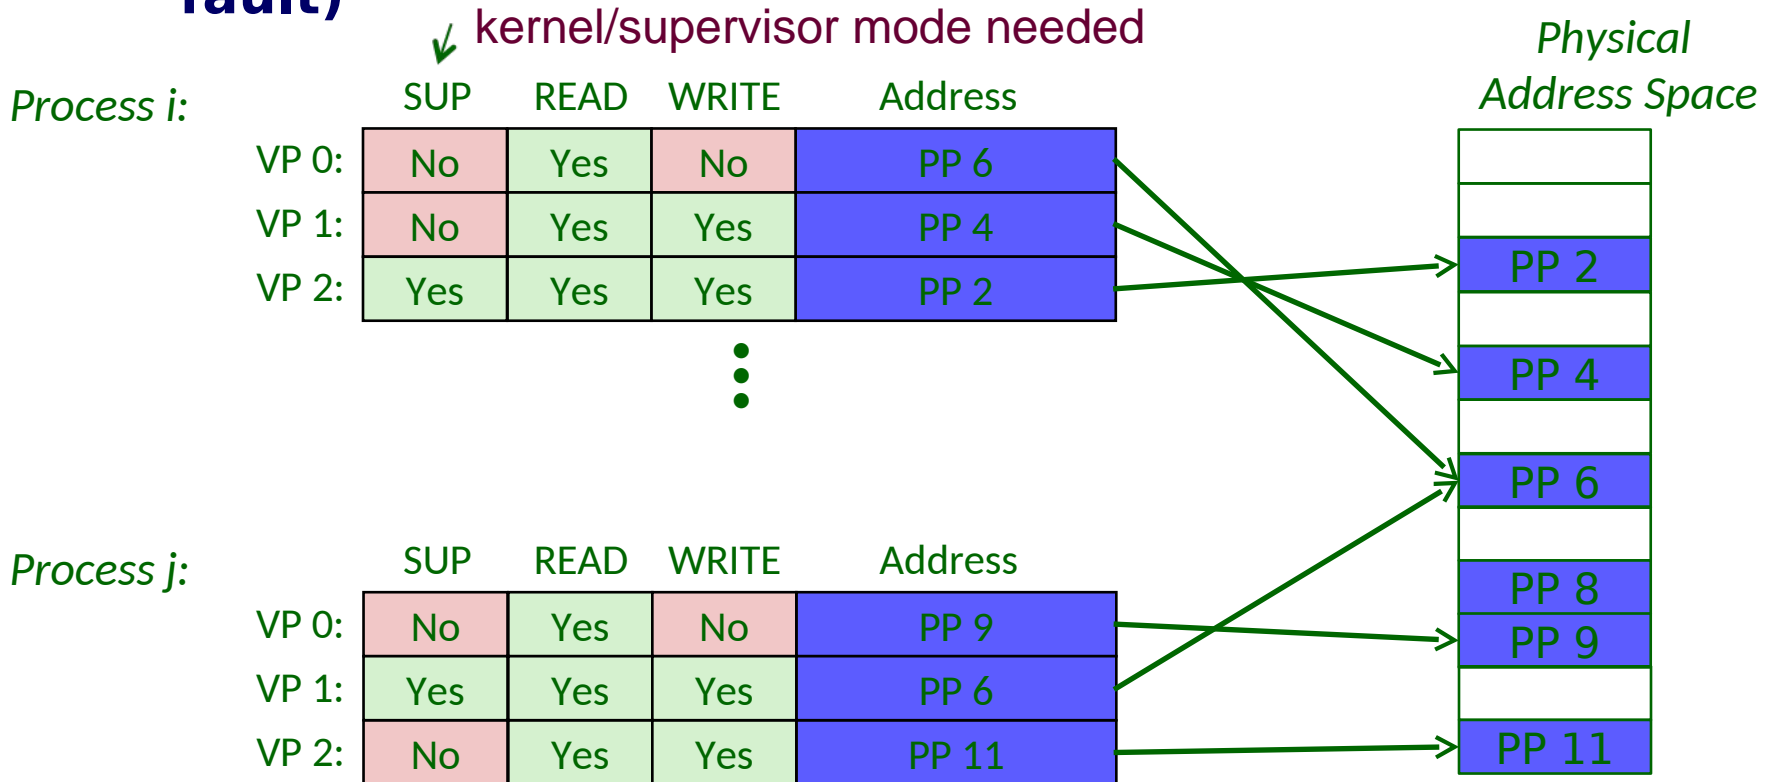 fault)
kernel/supervisor mode needed
Physical
Address Space
Process i:
SUP READ WRITE Address
VP 0: No Yes No PP 6
VP 1: No Yes Yes PP 4
VP 2: Yes Yes Yes PP 2
PP 2
PP 4
PP 6
PP 8
PP 9
PP 11
Process j:
SUP READ WRITE Address
VP 0: No Yes No PP 9
VP 1: Yes Yes Yes PP 6
VP 2: No Yes Yes PP 11